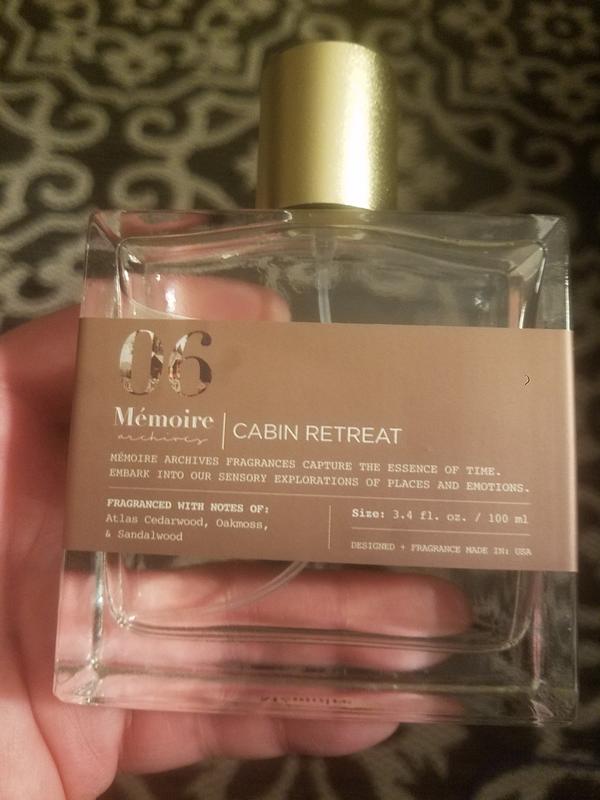 06
Mémoire
archives
CABIN RETREAT
MÉMOIRE ARCHIVES FRAGRANCES CAPTURE THE ESSENCE OF TIME.
EMBARK INTO OUR SENSORY EXPLORATIONS OF PLACES AND EMOTIONS.
FRAGRANCED WITH NOTES OF:
Atlas Cedarwood, Oakmoss,
& Sandalwood
Size: 3.4 fl. oz. / 100 ml
DESIGNED + FRAGRANCE MADE IN: USA